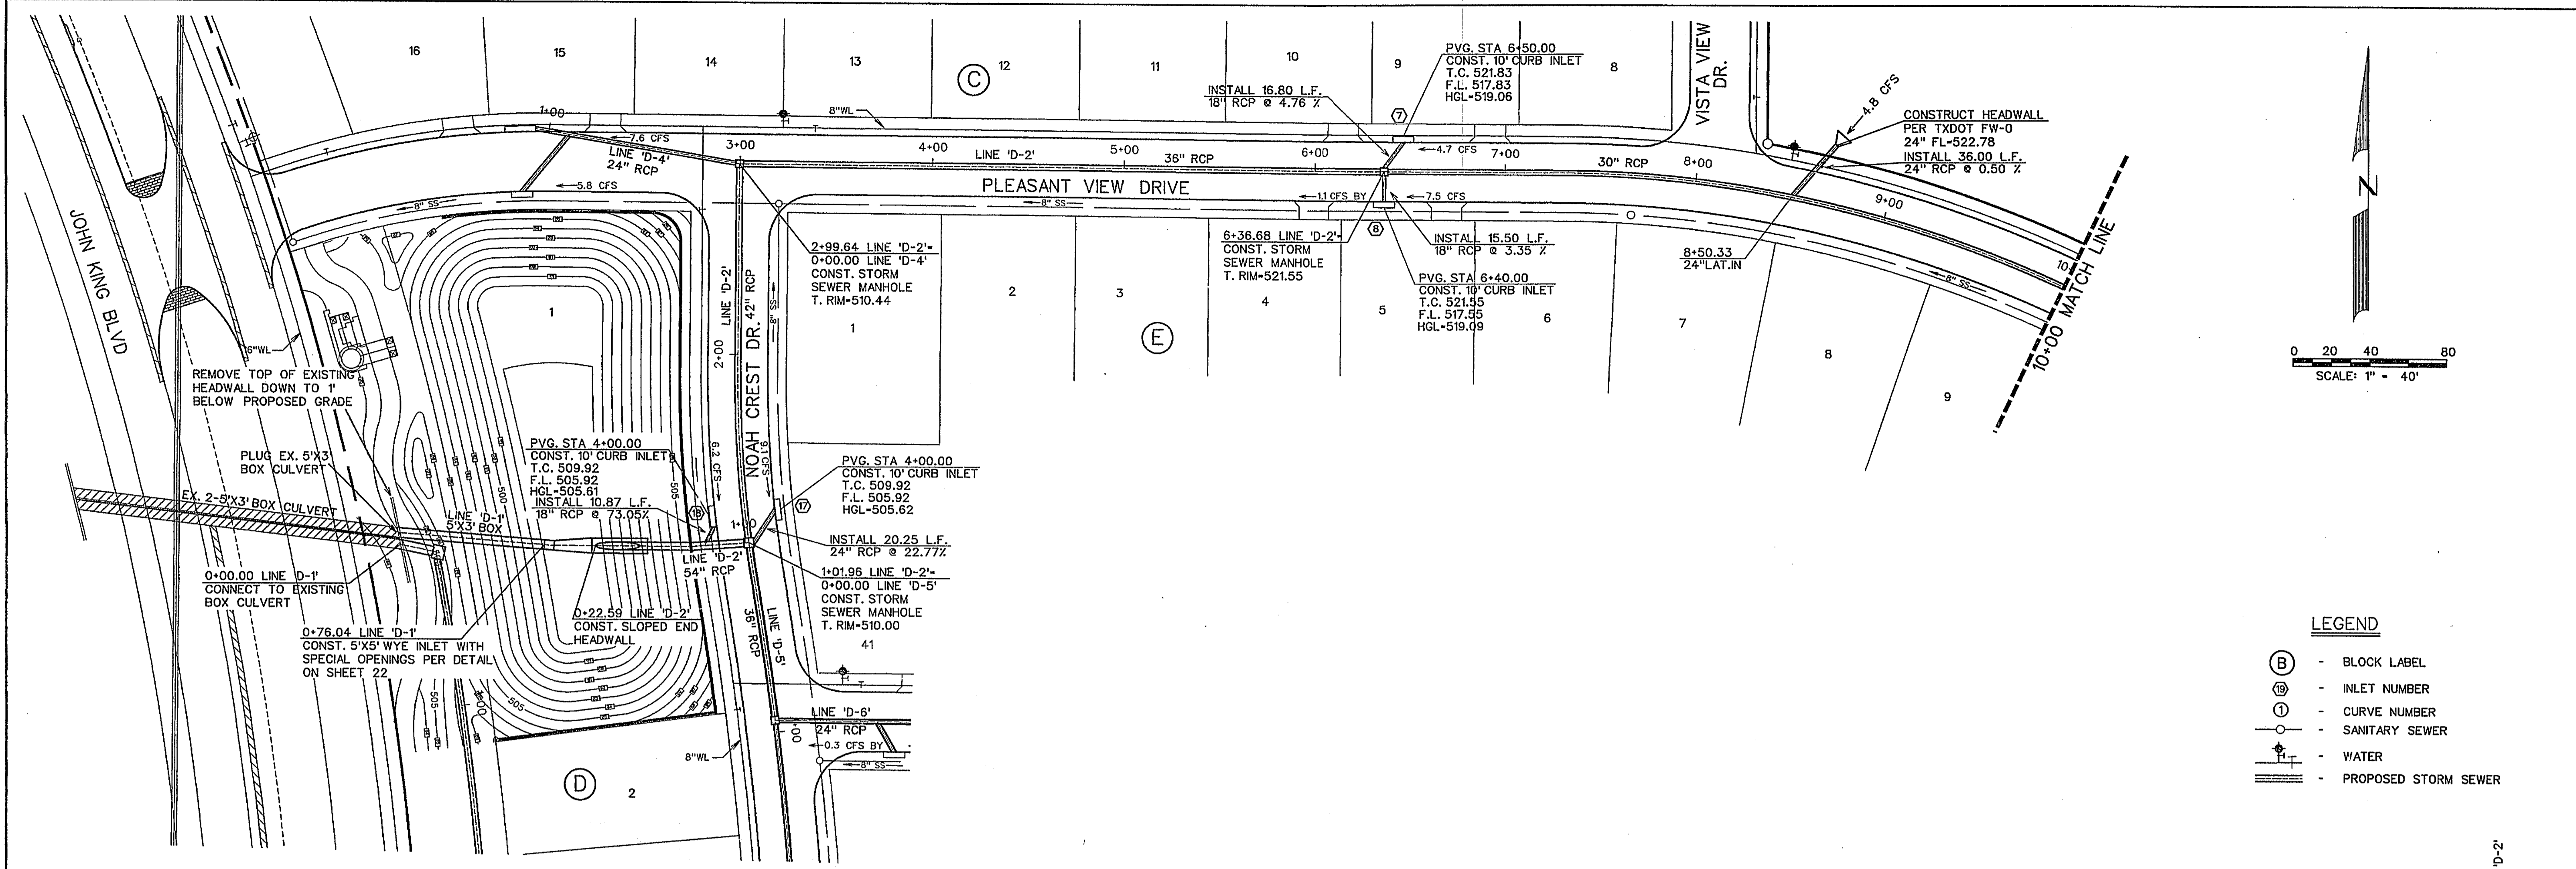 16
15
14
13
12
11
10
9
8
C
VISTA VIEW
DR.
PVG. STA 6+50.00
CONST. 10' CURB INLET
T.C. 521.83
F.L. 517.83
HGL=519.06
INSTALL 16.80 L.F.
18" RCP @ 4.76 %
7
4.8 CFS
CONSTRUCT HEADWALL
PER TXDOT FW-0
24" FL=522.78
INSTALL 36.00 L.F.
24" RCP @ 0.50 %
N
0 20 40 80
SCALE: 1" = 40'
1+00
8"WL
7.6 CFS
LINE 'D-4'
24" RCP
3+00
4+00
LINE 'D-2'
5+00
36" RCP
6+00
4.7 CFS
7+00
30" RCP
8+00
9+00
10+
5.8 CFS
PLEASANT VIEW DRIVE
8" SS
8" SS
1.1 CFS BY
7.5 CFS
8
8" SS
10+00 MATCH LINE
JOHN KING BLVD
2+99.64 LINE 'D-2'=
0+00.00 LINE 'D-4'
CONST. STORM
SEWER MANHOLE
T. RIM=510.44
6+36.68 LINE 'D-2'=
CONST. STORM
SEWER MANHOLE
T. RIM=521.55
INSTALL 15.50 L.F.
18" RCP @ 3.35 %
PVG. STA 6+40.00
CONST. 10' CURB INLET
T.C. 521.55
F.L. 517.55
HGL=519.09
8+50.33
24"LAT.IN
1
1
2
3
4
5
6
7
8
9
E
LINE 'D-2'
42" RCP
2+00
NOAH CREST DR.
8" SS
6"WL
REMOVE TOP OF EXISTING
HEADWALL DOWN TO 1'
BELOW PROPOSED GRADE
PLUG EX. 5'X3'
BOX CULVERT
EX. 2-5'X3' BOX CULVERT
LINE 'D-1'
5'X3' BOX
500
505
PVG. STA 4+00.00
CONST. 10' CURB INLET
T.C. 509.92
F.L. 505.92
HGL=505.61
INSTALL 10.87 L.F.
18" RCP @ 73.05%
18
6.2 CFS
9.1 CFS
17
PVG. STA 4+00.00
CONST. 10' CURB INLET
T.C. 509.92
F.L. 505.92
HGL=505.62
INSTALL 20.25 L.F.
24" RCP @ 22.77%
LINE 'D-2'
54" RCP
1+01.96 LINE 'D-2'=
0+00.00 LINE 'D-5'
CONST. STORM
SEWER MANHOLE
T. RIM=510.00
0+00.00 LINE 'D-1'
CONNECT TO EXISTING
BOX CULVERT
0+22.59 LINE 'D-2'
CONST. SLOPED END
HEADWALL
0+76.04 LINE 'D-1'
CONST. 5'X5' WYE INLET WITH
SPECIAL OPENINGS PER DETAIL
ON SHEET 22
36" RCP
LINE 'D-5'
41
505
505
LINE 'D-6'
24" RCP
0.3 CFS BY
8" SS
8"WL
D
2
LEGEND
B - BLOCK LABEL
19 - INLET NUMBER
1 - CURVE NUMBER
- SANITARY SEWER
- WATER
- PROPOSED STORM SEWER
'D-2'